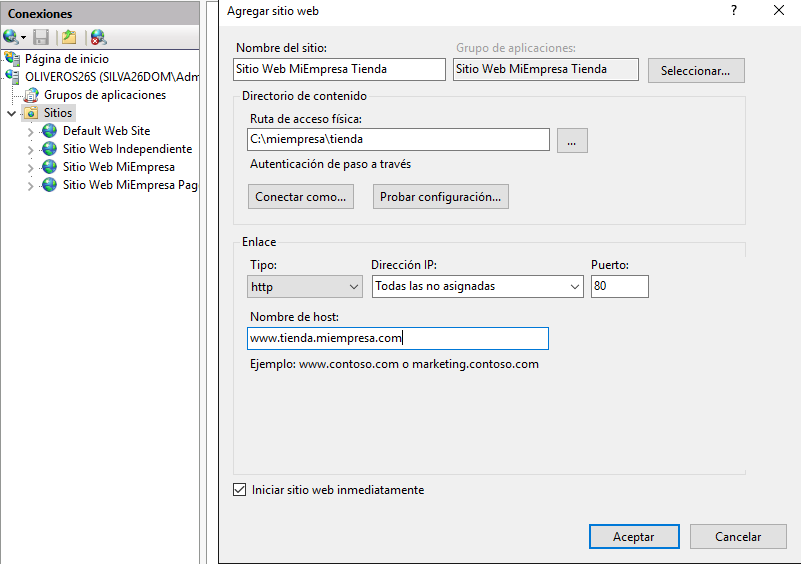 Conexiones
Página de inicio
OLIVEROS26S (SILVA26DOM\Adm
Grupos de aplicaciones
Sitios
Default Web Site
Sitio Web Independiente
Sitio Web MiEmpresa
Sitio Web MiEmpresa Pag
Agregar sitio web
?
Nombre del sitio:
Grupo de aplicaciones:
Sitio Web MiEmpresa Tienda
Sitio Web MiEmpresa Tienda
Seleccionar...
Directorio de contenido
Ruta de acceso física:
C:\miempresa\tienda
...
Autenticación de paso a través
Conectar como...
Probar configuración...
Enlace
Tipo:
Dirección IP:
Puerto:
http
Todas las no asignadas
80
Nombre de host:
www.tienda.miempresa.com
Ejemplo: www.contoso.com o marketing.contoso.com
Iniciar sitio web inmediatamente
Aceptar
Cancelar